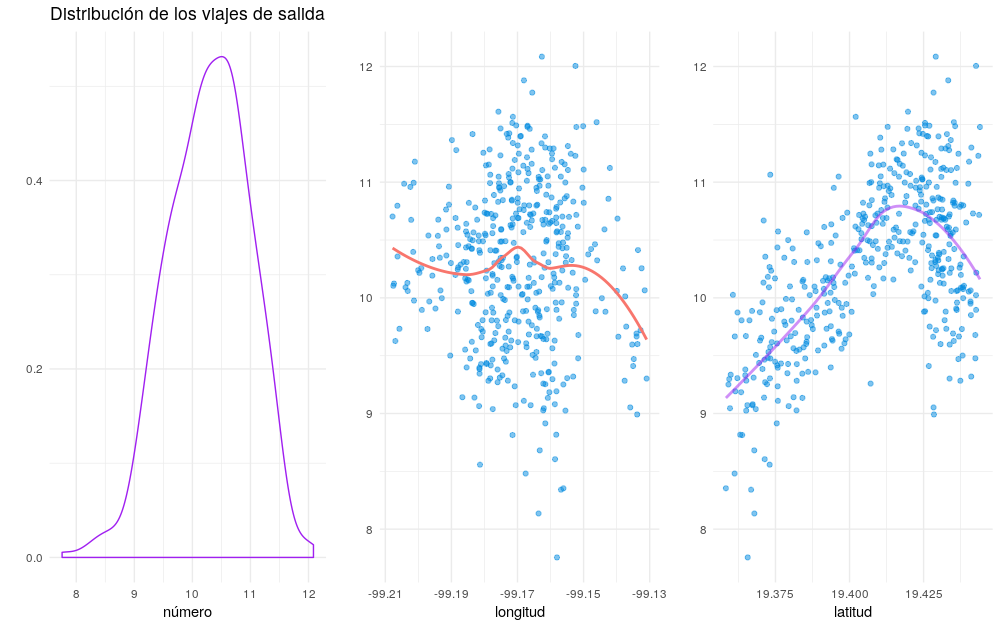 Distribución de los viajes de salida
0.4
0.2
0.0
8 9 10 11 12
número
12
11
10
9
8
-99.21 -99.19 -99.17 -99.15 -99.13
longitud
12
11
10
9
8
19.375 19.400 19.425
latitud